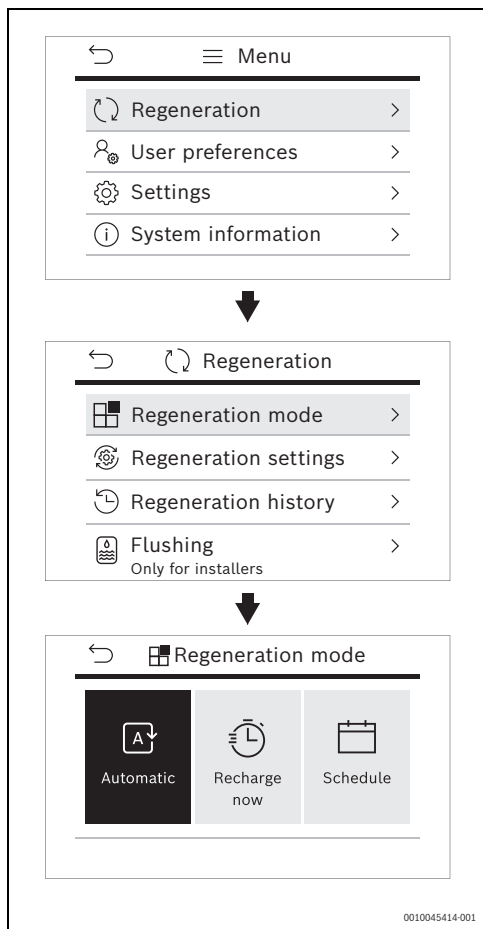 Menu
Regeneration
User preferences
Settings
System information
Regeneration
Regeneration mode
Regeneration settings
Regeneration history
Flushing
Only for installers
Regeneration mode
A
Automatic
Recharge
now
Schedule
0010045414-001